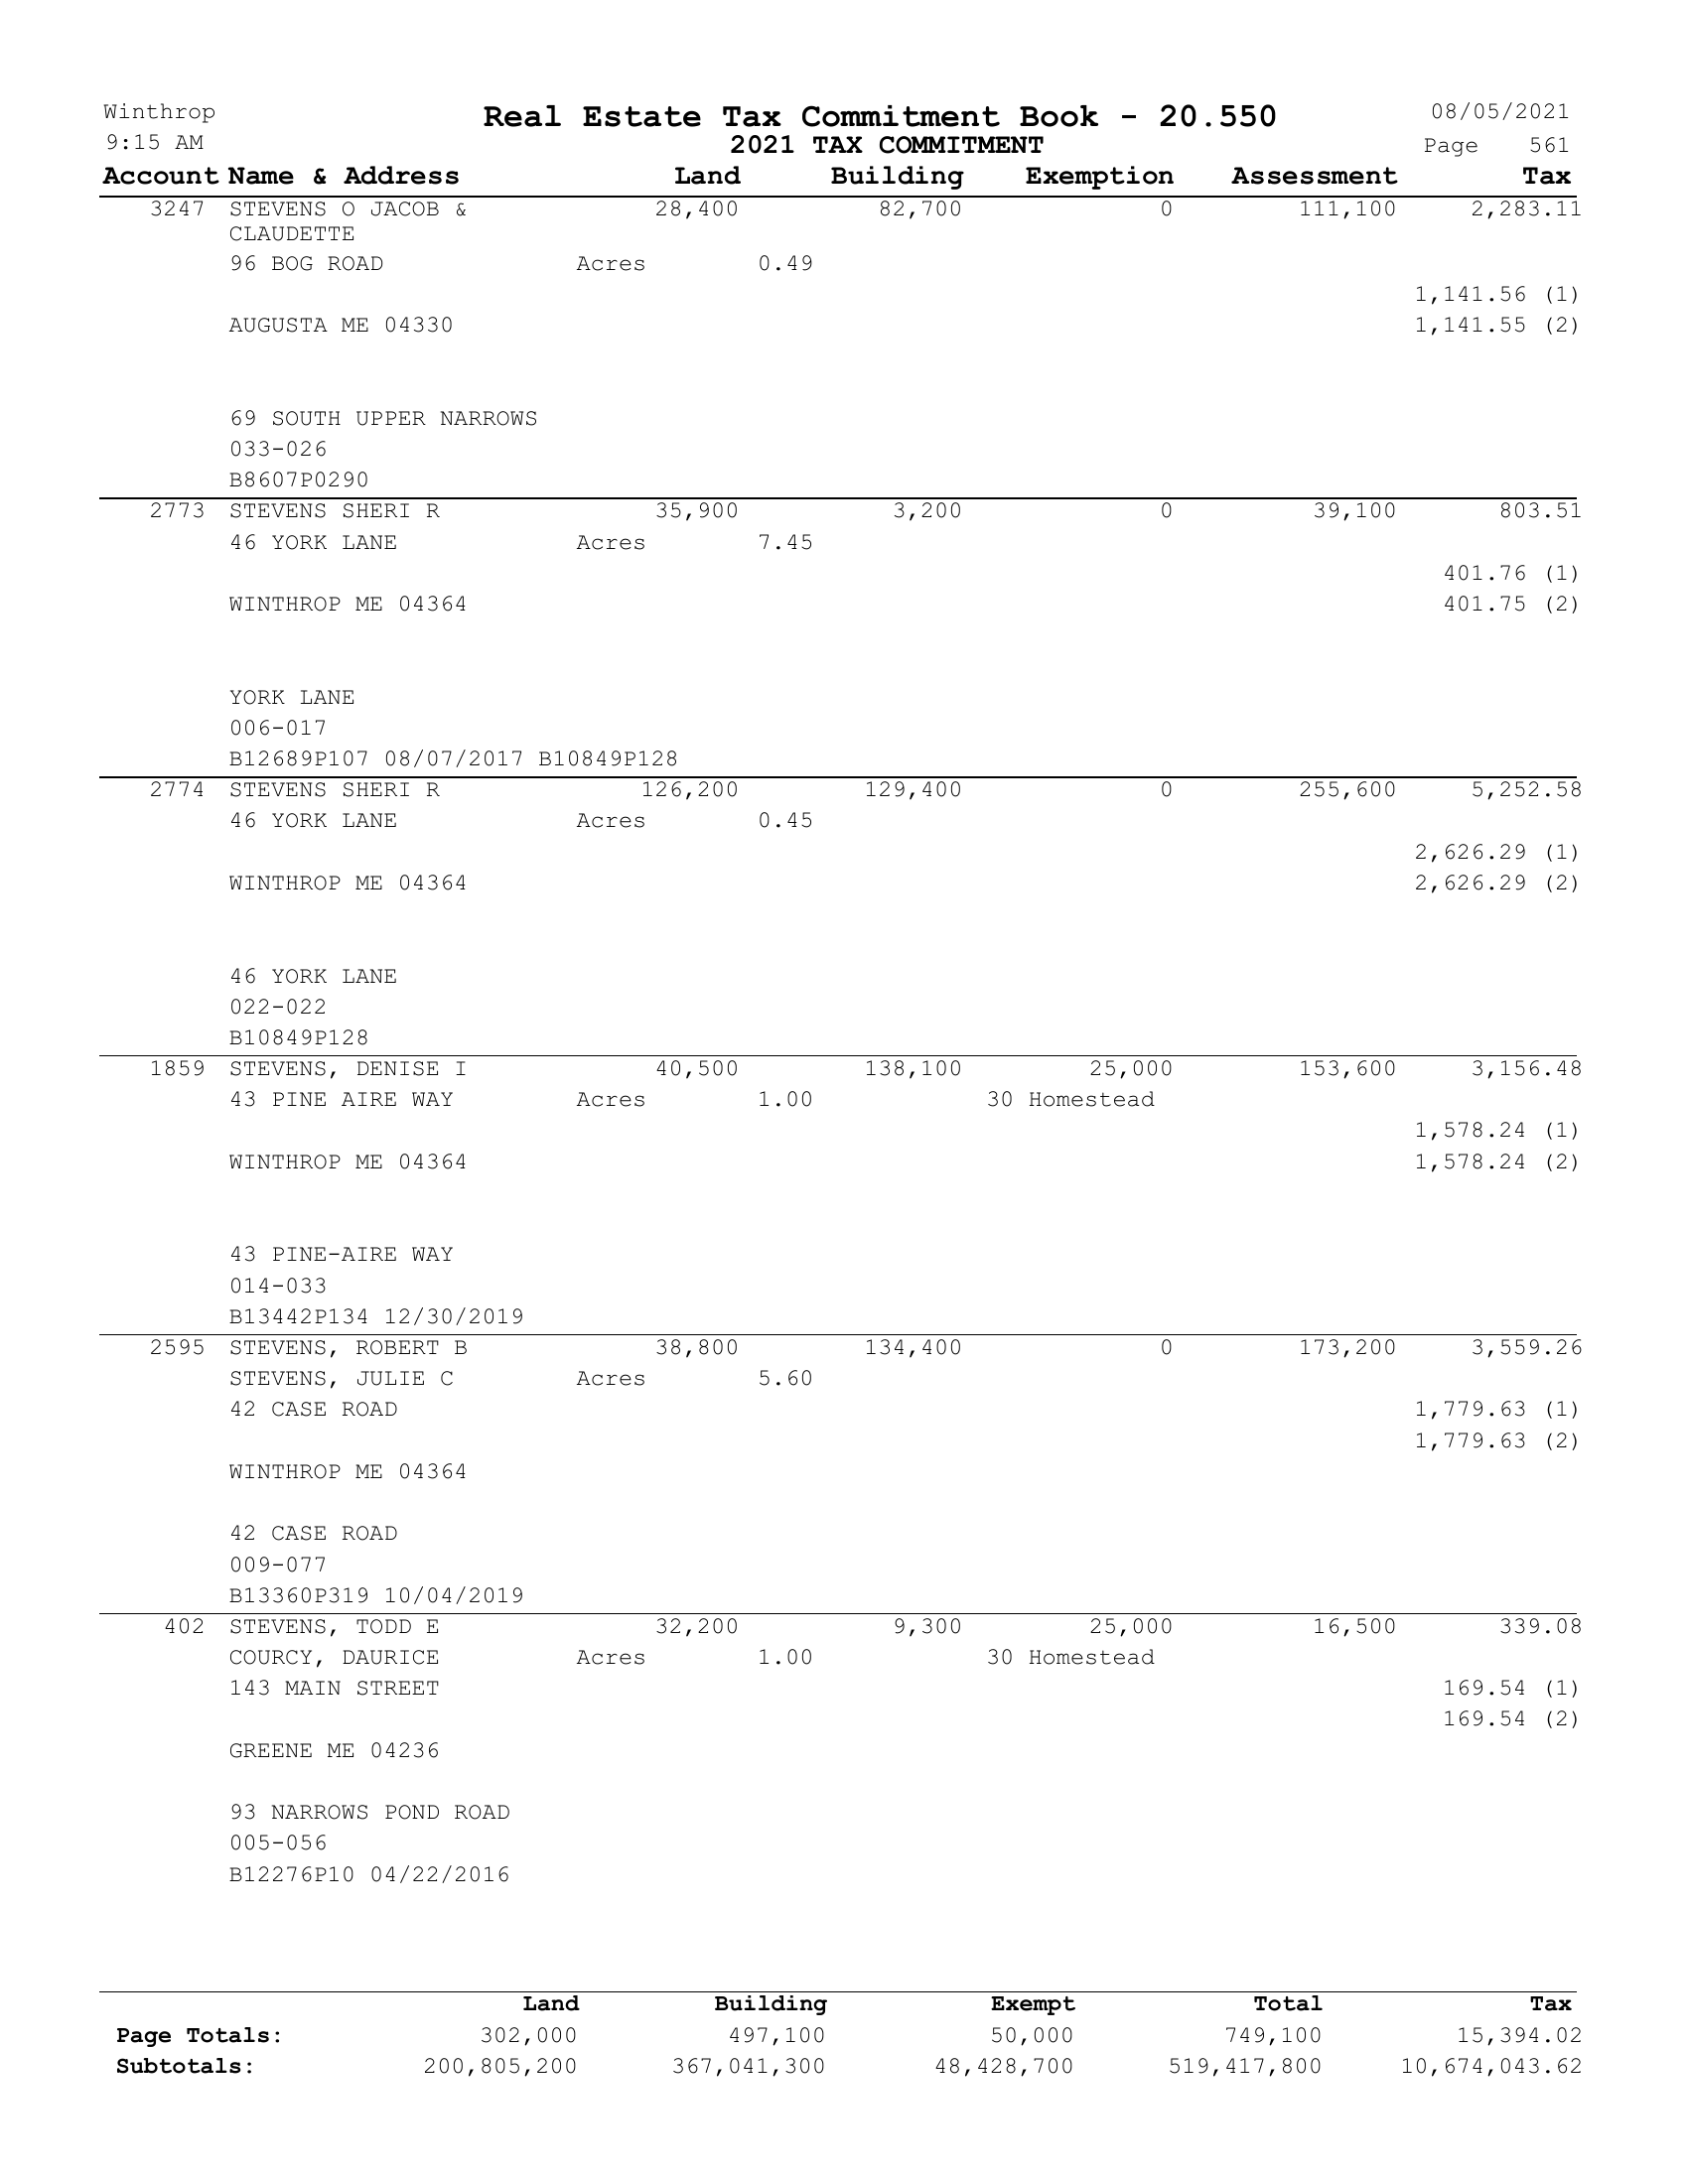 Winthrop Real Estate Tax Commitment Book - 20.550 08/05/2021
9:15 AM 2021 TAX COMMITMENT Page 561
Account Name & Address Land Building Exemption Assessment Tax
3247 STEVENS O JACOB & 28,400 82,700 0 111,100 2,283.11
CLAUDETTE
96 BOG ROAD Acres 0.49
1,141.56 (1)
AUGUSTA ME 04330 1,141.55 (2)
69 SOUTH UPPER NARROWS
033-026
B8607P0290
2773 STEVENS SHERI R 35,900 3,200 0 39,100 803.51
46 YORK LANE Acres 7.45
401.76 (1)
WINTHROP ME 04364 401.75 (2)
YORK LANE
006-017
B12689P107 08/07/2017 B10849P128
2774 STEVENS SHERI R 126,200 129,400 0 255,600 5,252.58
46 YORK LANE Acres 0.45
2,626.29 (1)
WINTHROP ME 04364 2,626.29 (2)
46 YORK LANE
022-022
B10849P128
1859 STEVENS, DENISE I 40,500 138,100 25,000 153,600 3,156.48
43 PINE AIRE WAY Acres 1.00 30 Homestead
1,578.24 (1)
WINTHROP ME 04364 1,578.24 (2)
43 PINE-AIRE WAY
014-033
B13442P134 12/30/2019
2595 STEVENS, ROBERT B 38,800 134,400 0 173,200 3,559.26
STEVENS, JULIE C Acres 5.60
42 CASE ROAD 1,779.63 (1)
1,779.63 (2)
WINTHROP ME 04364
42 CASE ROAD
009-077
B13360P319 10/04/2019
402 STEVENS, TODD E 32,200 9,300 25,000 16,500 339.08
COURCY, DAURICE Acres 1.00 30 Homestead
143 MAIN STREET 169.54 (1)
169.54 (2)
GREENE ME 04236
93 NARROWS POND ROAD
005-056
B12276P10 04/22/2016
Land Building Exempt Total Tax
Page Totals: 302,000 497,100 50,000 749,100 15,394.02
Subtotals: 200,805,200 367,041,300 48,428,700 519,417,800 10,674,043.62